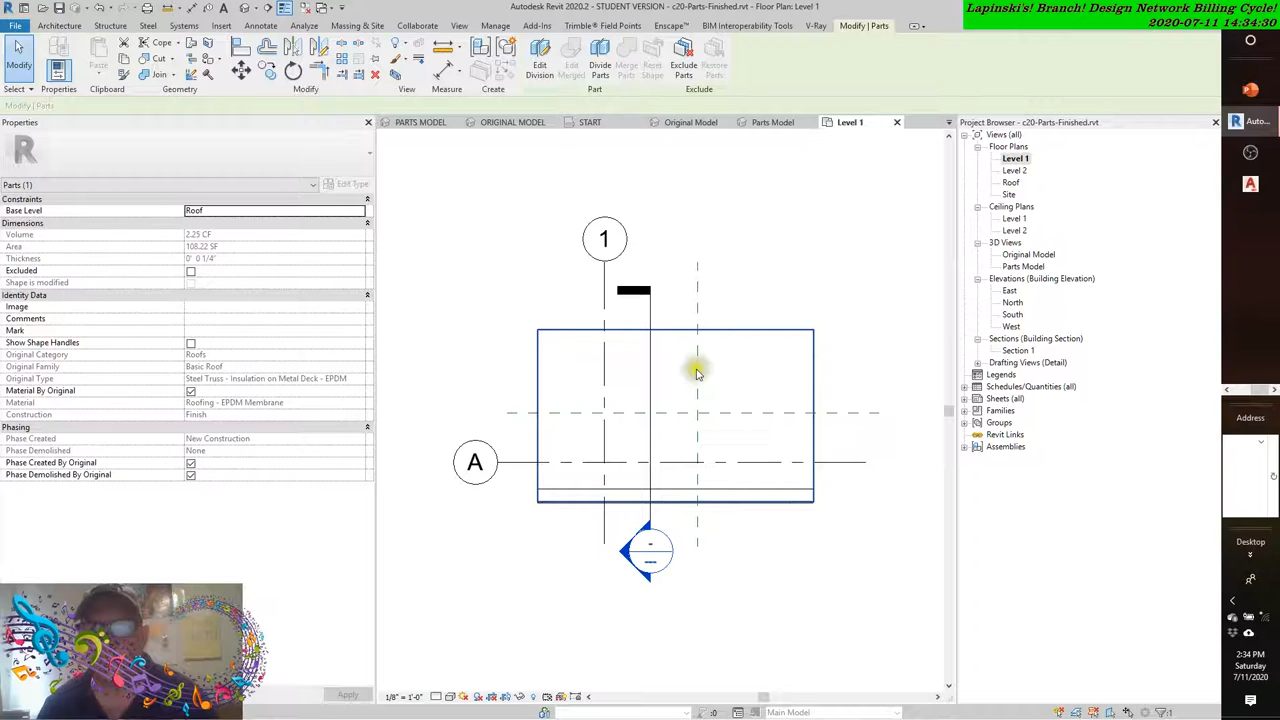 Autodesk Revit 2020.2 - STUDENT VERSION - c20-Parts-Finished.rvt - Floor Plan: Level 1
Lapinski's! Branch! Design Network Billing Cycle!
2020-07-11 14:34:30
File Architecture Structure Steel Systems Insert Annotate Analyze Massing & Site Collaborate View Manage Add-Ins Trimble® Field Points Enscape™ BIM Interoperability Tools V-Ray Modify | Parts
Modify Properties Paste Cope Cut Join Edit Division Edit Merged Divide Parts Merge Parts Reset Shape Exclude Parts Restore Parts
Select Properties Clipboard Geometry Modify View Measure Create Part Exclude
Modify | Parts
Properties
PARTS MODEL ORIGINAL MODEL START Original Model Parts Model Level 1
Project Browser - c20-Parts-Finished.rvt
R
Parts (1) Edit Type
Constraints
Base Level Roof
Dimensions
Volume 2.25 CF
Area 108.22 SF
Thickness 0' 0 1/4"
Excluded
Shape is modified
Identity Data
Image
Comments
Mark
Show Shape Handles
Original Category Roofs
Original Family Basic Roof
Original Type Steel Truss - Insulation on Metal Deck - EPDM
Material By Original
Material Roofing - EPDM Membrane
Construction Finish
Phasing
Phase Created New Construction
Phase Demolished None
Phase Created By Original
Phase Demolished By Original
Apply
1
A
-
---
Views (all)
Floor Plans
Level 1
Level 2
Roof
Site
Ceiling Plans
Level 1
Level 2
3D Views
Original Model
Parts Model
Elevations (Building Elevation)
East
North
South
West
Sections (Building Section)
Section 1
Drafting Views (Detail)
Legends
Schedules/Quantities (all)
Sheets (all)
Families
Groups
Revit Links
Assemblies
Auto...
Address
Desktop
2:34 PM
Saturday
7/11/2020
1/8" = 1'-0"
:0 Main Model :1